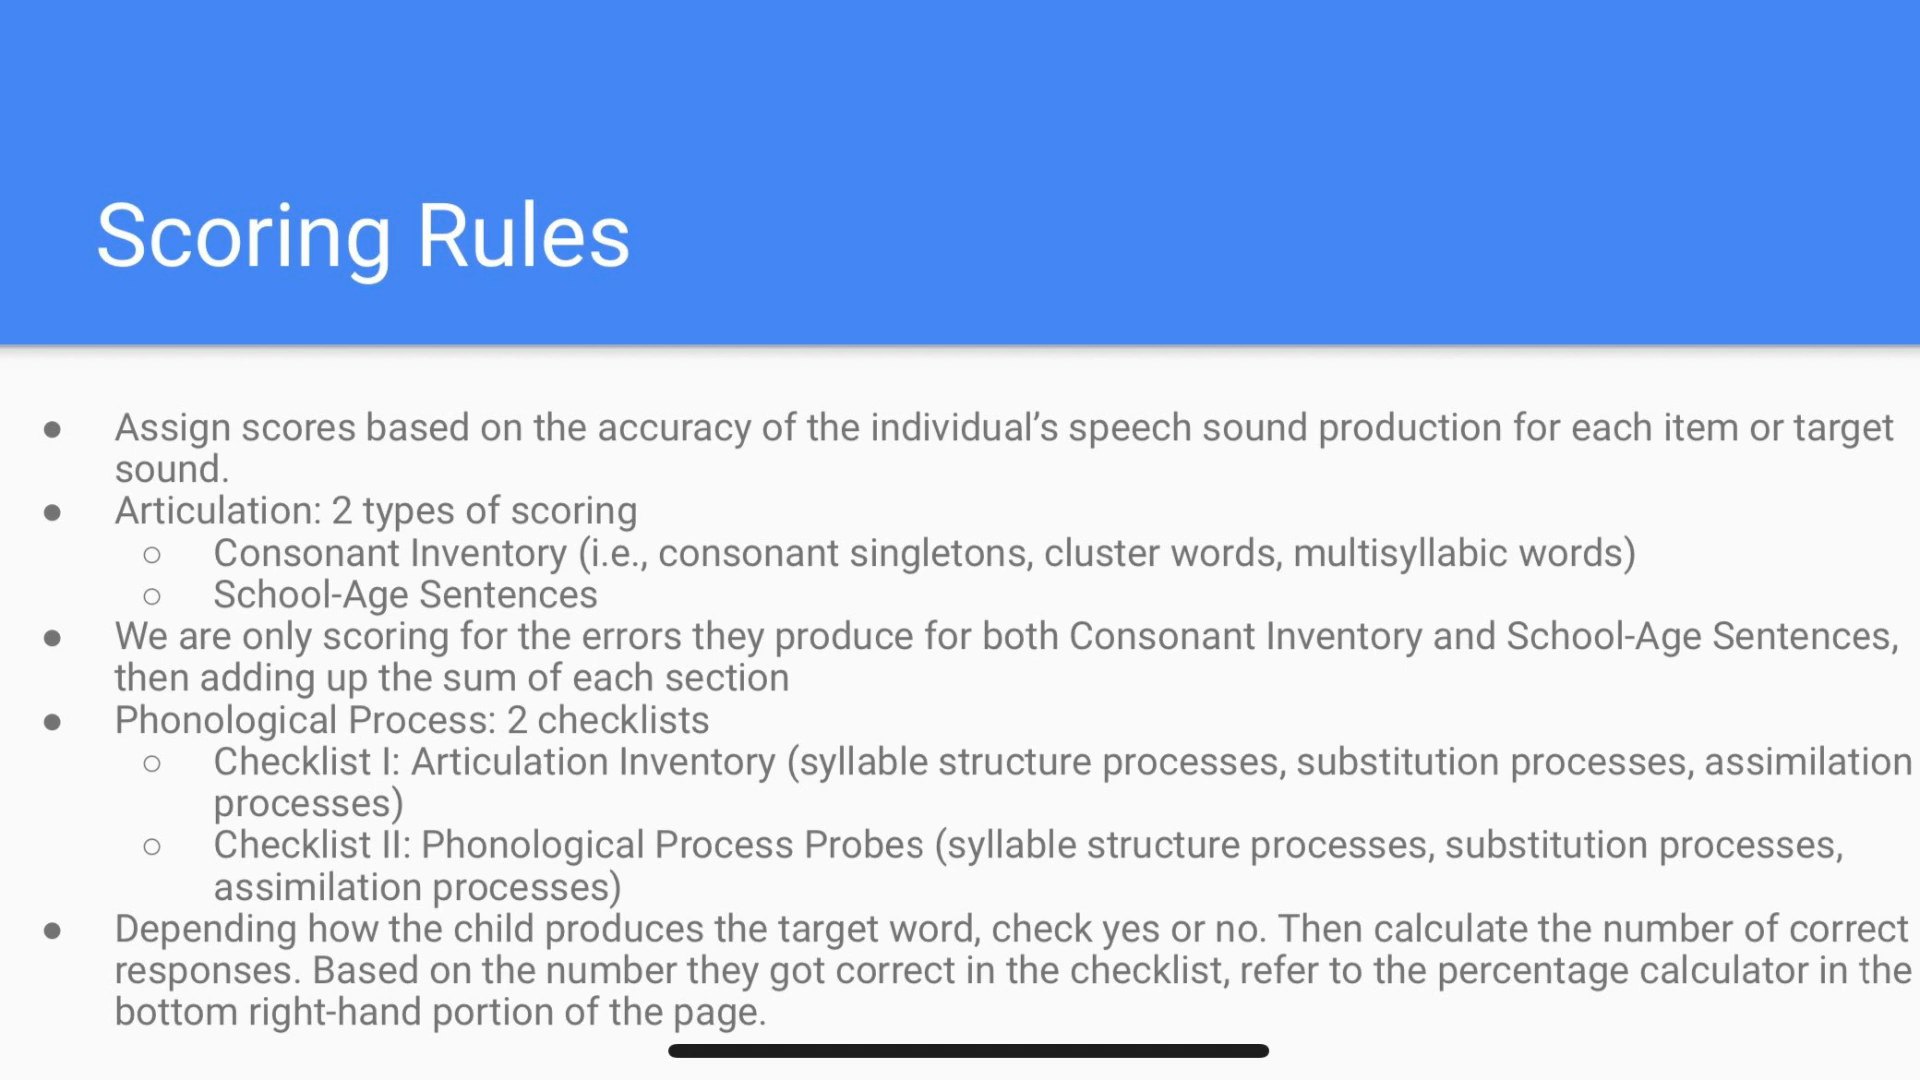 Scoring Rules
● Assign scores based on the accuracy of the individual’s speech sound production for each item or target
sound.
● Articulation: 2 types of scoring
○ Consonant Inventory (i.e., consonant singletons, cluster words, multisyllabic words)
○ School-Age Sentences
● We are only scoring for the errors they produce for both Consonant Inventory and School-Age Sentences,
then adding up the sum of each section
● Phonological Process: 2 checklists
○ Checklist I: Articulation Inventory (syllable structure processes, substitution processes, assimilation
processes)
○ Checklist II: Phonological Process Probes (syllable structure processes, substitution processes,
assimilation processes)
● Depending how the child produces the target word, check yes or no. Then calculate the number of correct
responses. Based on the number they got correct in the checklist, refer to the percentage calculator in the
bottom right-hand portion of the page.